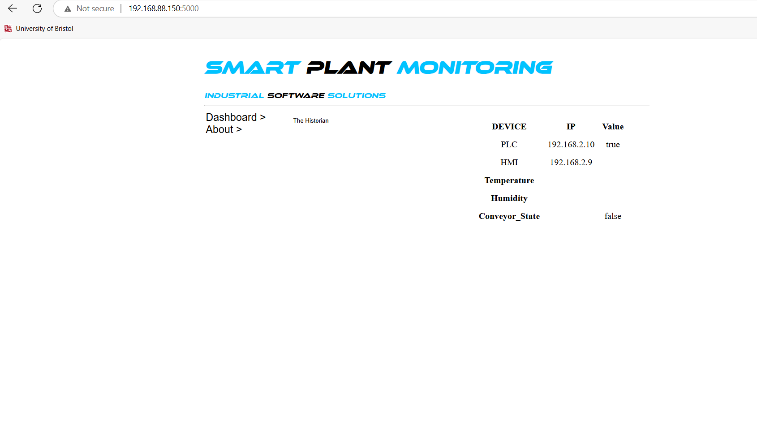 Not secure | 192.168.88.150:5000
University of Bristol
SMART PLANT MONITORING
INDUSTRIAL SOFTWARE SOLUTIONS
Dashboard >
About >
The Historian
DEVICE IP Value
PLC 192.168.2.10 true
HMI 192.168.2.9
Temperature
Humidity
Conveyor_State false